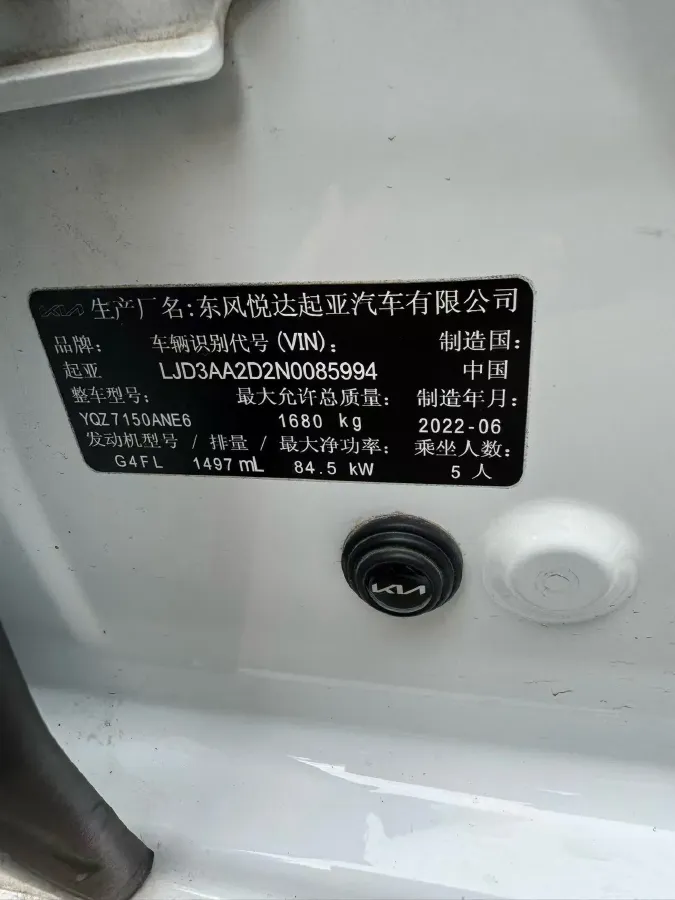 KIA 生产厂名:东风悦达起亚汽车有限公司
品牌: 车辆识别代号(VIN): 制造国:
起亚 LJD3AA2D2N0085994 中国
整车型号: 最大允许总质量: 制造年月:
YQZ7150ANE6 1680 kg 2022-06
发动机型号 / 排量 / 最大净功率: 乘坐人数:
G4FL 1497mL 84.5 kW 5 人
KIA